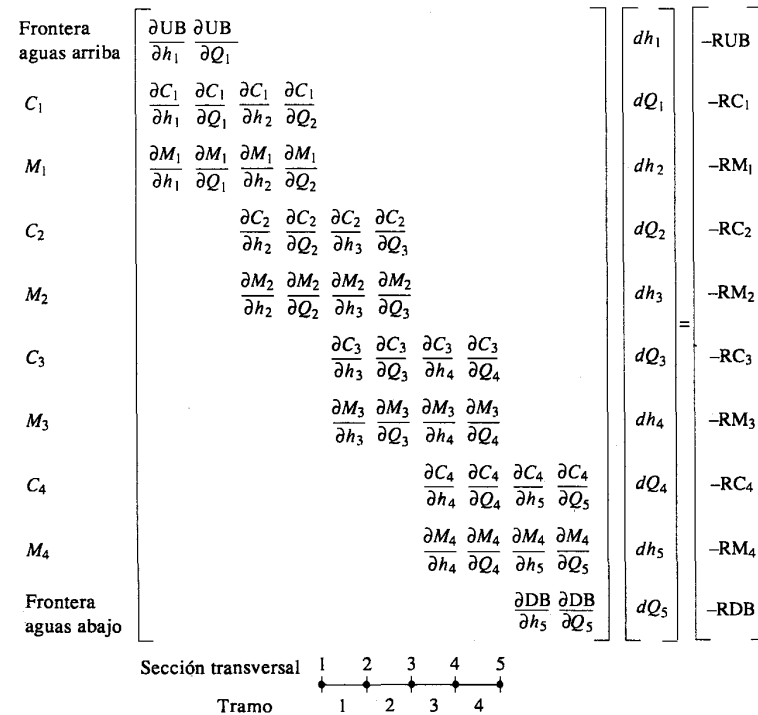 Frontera aguas arriba ∂UB/∂h₁ ∂UB/∂Q₁ dh₁ –RUB
C₁ ∂C₁/∂h₁ ∂C₁/∂Q₁ ∂C₁/∂h₂ ∂C₁/∂Q₂ dQ₁ –RC₁
M₁ ∂M₁/∂h₁ ∂M₁/∂Q₁ ∂M₁/∂h₂ ∂M₁/∂Q₂ dh₂ –RM₁
C₂ ∂C₂/∂h₂ ∂C₂/∂Q₂ ∂C₂/∂h₃ ∂C₂/∂Q₃ dQ₂ –RC₂
M₂ ∂M₂/∂h₂ ∂M₂/∂Q₂ ∂M₂/∂h₃ ∂M₂/∂Q₃ dh₃ = –RM₂
C₃ ∂C₃/∂h₃ ∂C₃/∂Q₃ ∂C₃/∂h₄ ∂C₃/∂Q₄ dQ₃ –RC₃
M₃ ∂M₃/∂h₃ ∂M₃/∂Q₃ ∂M₃/∂h₄ ∂M₃/∂Q₄ dh₄ –RM₃
C₄ ∂C₄/∂h₄ ∂C₄/∂Q₄ ∂C₄/∂h₅ ∂C₄/∂Q₅ dQ₄ –RC₄
M₄ ∂M₄/∂h₄ ∂M₄/∂Q₄ ∂M₄/∂h₅ ∂M₄/∂Q₅ dh₅ –RM₄
Frontera aguas abajo ∂DB/∂h₅ ∂DB/∂Q₅ dQ₅ –RDB
Sección transversal 1 2 3 4 5
Tramo 1 2 3 4